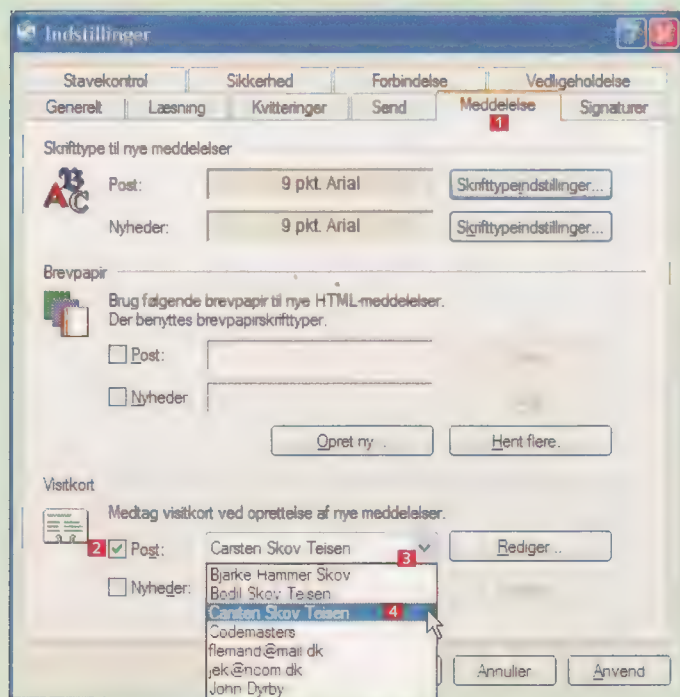 Indstillinger
Stavekontrol Sikkerhed Forbindelse Vedligeholdelse
Generelt Læsning Kvitteringer Send Meddelelse Signaturer
1
Skrifttype til nye meddelelser
Post: 9 pkt. Arial Skrifttypeindstillinger...
Nyheder: 9 pkt. Arial Skrifttypeindstillinger...
Brevpapir
Brug følgende brevpapir til nye HTML-meddelelser.
Der benyttes brevpapirskrifttyper.
Post:
Nyheder
Opret ny . Hent flere.
Visitkort
Medtag visitkort ved oprettelse af nye meddelelser.
2 Post: Carsten Skov Teisen 3 Rediger ..
Nyheder: Bjarke Hammer Skov
Bodil Skov Teisen
Carsten Skov Teisen 4
Codemasters
flemand@mail dk
jek@ncom dk
John Dyrby
Annuller Anvend